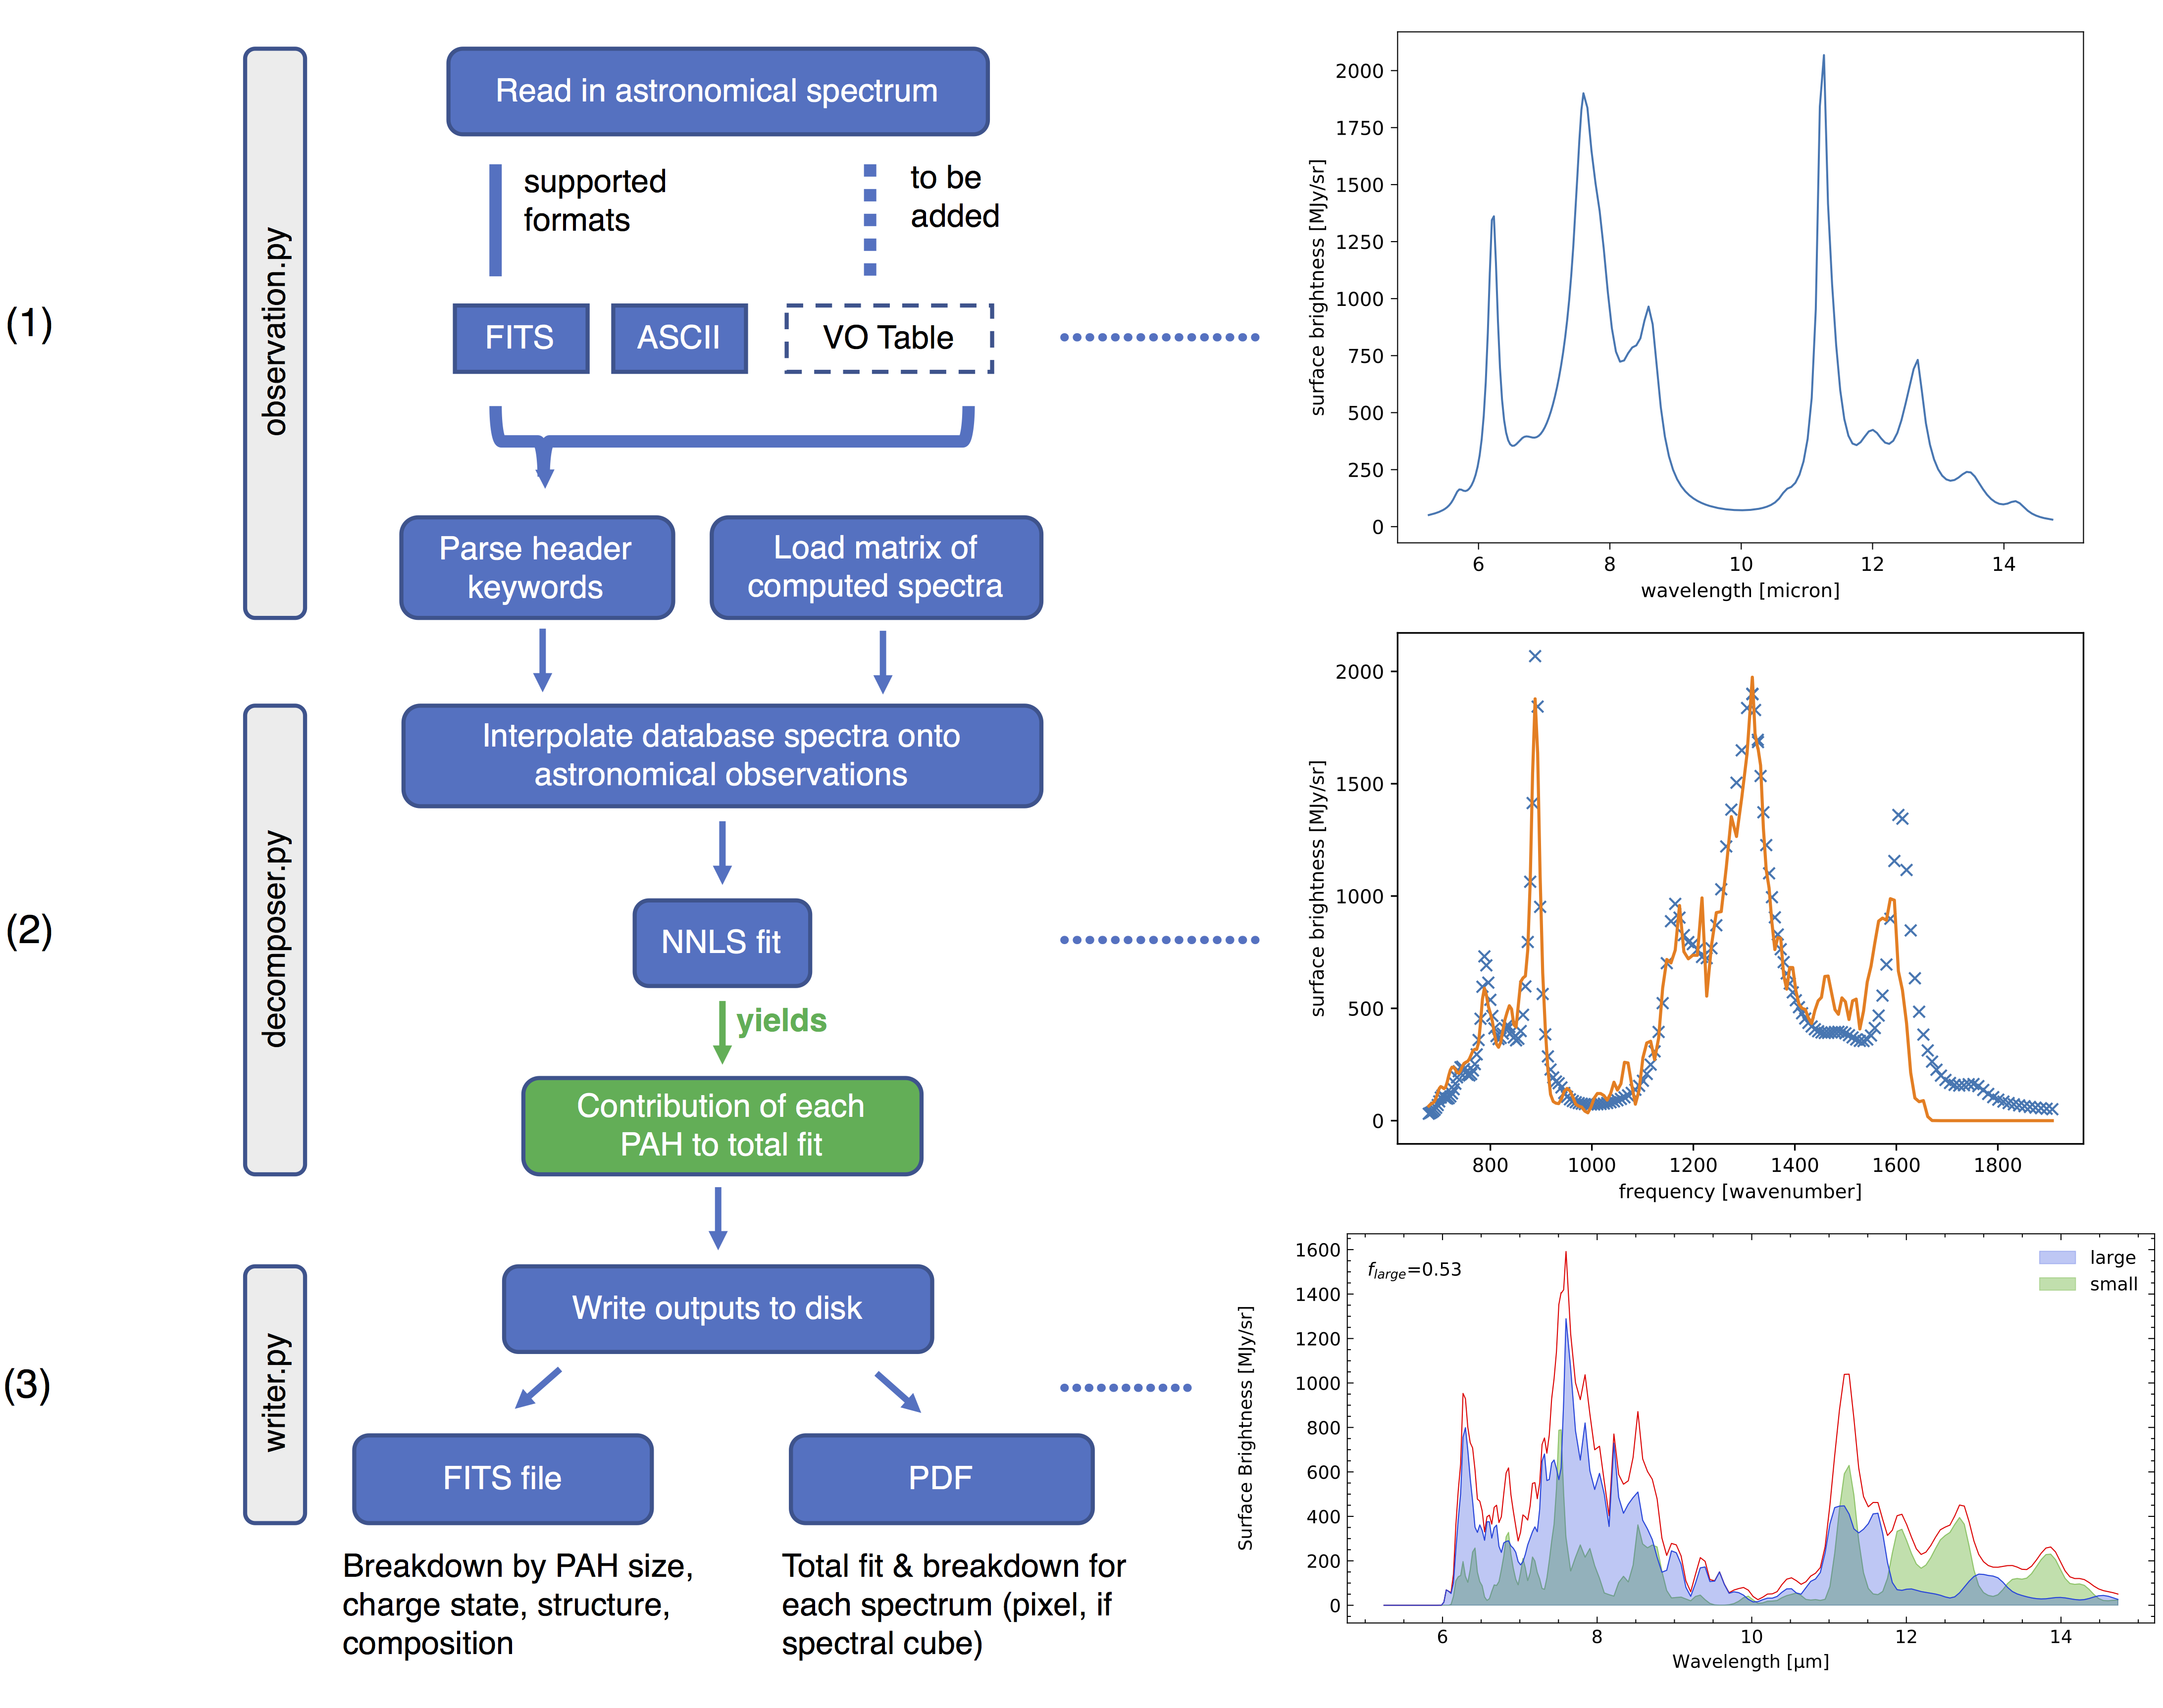 (1)
observation.py
Read in astronomical spectrum
supported
formats
to be
added
FITS
ASCII
VO Table
Parse header
keywords
Load matrix of
computed spectra
(2)
decomposer.py
Interpolate database spectra onto
astronomical observations
NNLS fit
yields
Contribution of each
PAH to total fit
(3)
writer.py
Write outputs to disk
FITS file
PDF
Breakdown by PAH size,
charge state, structure,
composition
Total fit & breakdown for
each spectrum (pixel, if
spectral cube)
surface brightness [MJy/sr]
2000
1750
1500
1250
1000
750
500
250
0
6 8 10 12 14
wavelength [micron]
surface brightness [MJy/sr]
2000
1500
1000
500
0
800 1000 1200 1400 1600 1800
frequency [wavenumber]
Surface Brightness [MJy/sr]
1600
1400
1200
1000
800
600
400
200
0
f_large=0.53
large
small
6 8 10 12 14
Wavelength [µm]